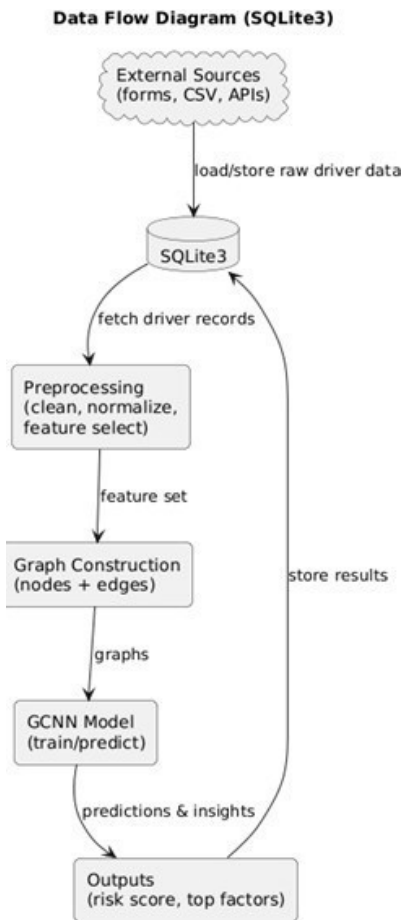 Data Flow Diagram (SQLite3)
External Sources
(forms, CSV, APIs)
load/store raw driver data
SQLite3
fetch driver records
Preprocessing
(clean, normalize,
feature select)
feature set
Graph Construction
(nodes + edges)
store results
graphs
GCNN Model
(train/predict)
predictions & insights
Outputs
(risk score, top factors)